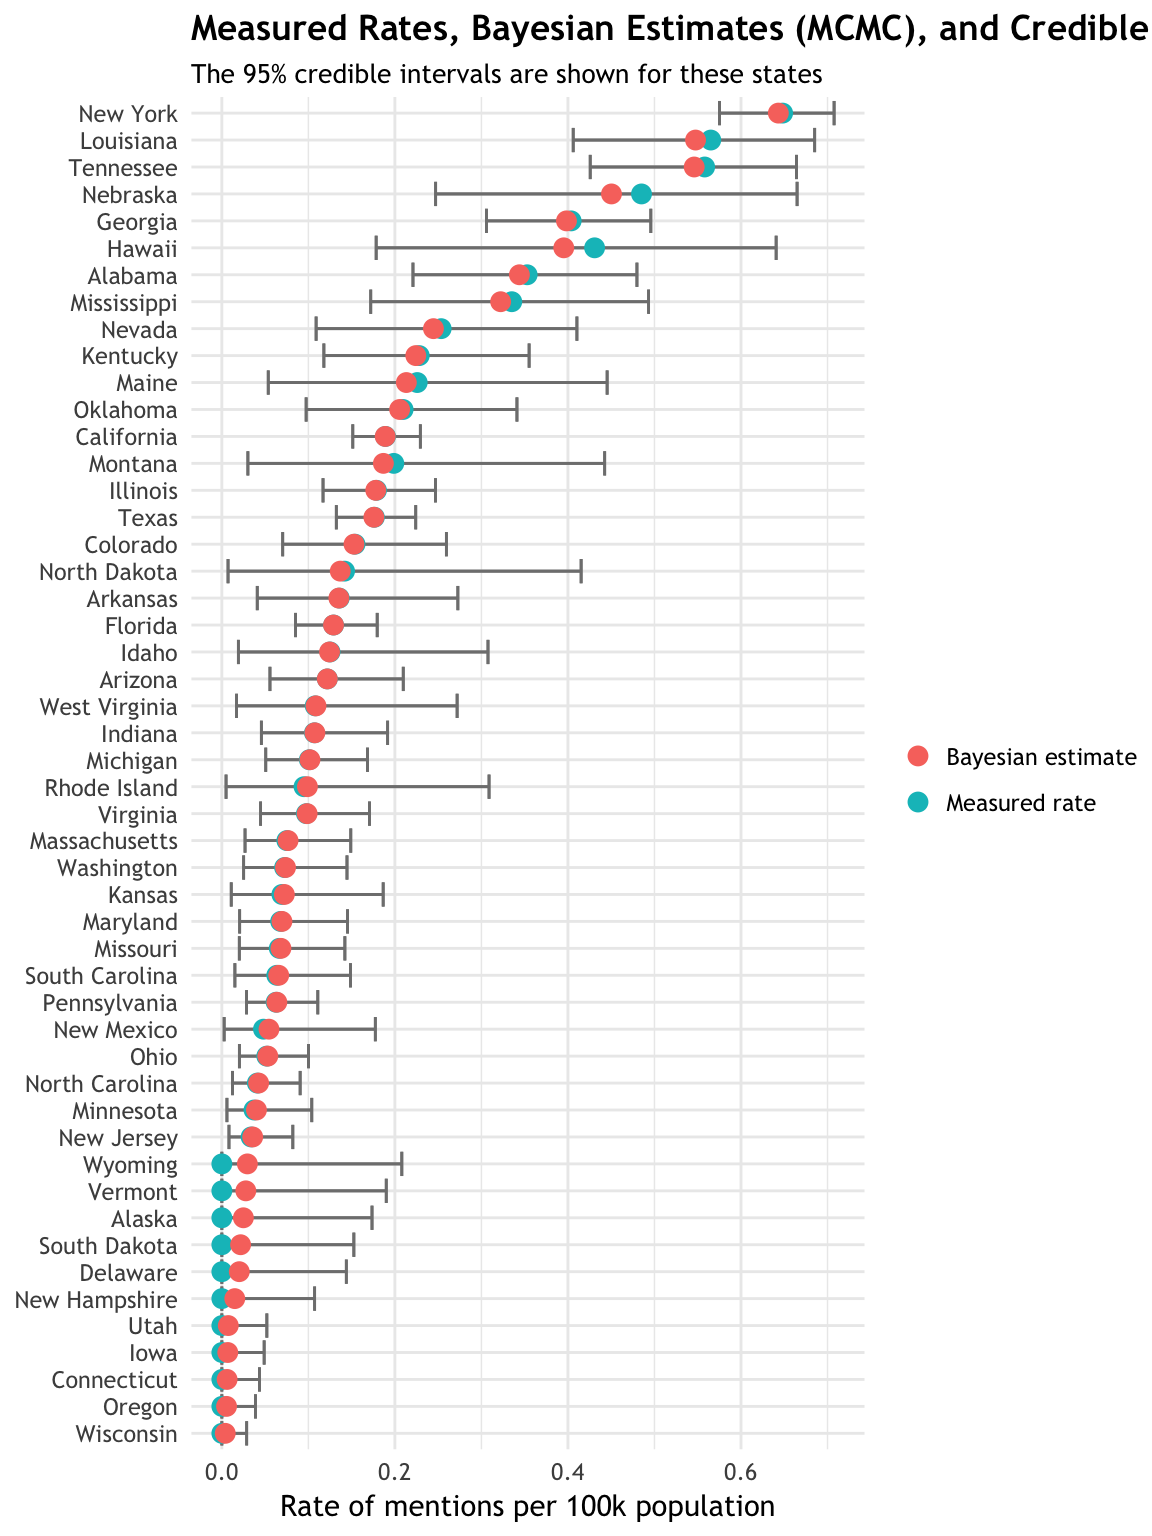 Measured Rates, Bayesian Estimates (MCMC), and Credible
The 95% credible intervals are shown for these states
New York
Louisiana
Tennessee
Nebraska
Georgia
Hawaii
Alabama
Mississippi
Nevada
Kentucky
Maine
Oklahoma
California
Montana
Illinois
Texas
Colorado
North Dakota
Arkansas
Florida
Idaho
Arizona
West Virginia
Indiana
Michigan
Rhode Island
Virginia
Massachusetts
Washington
Kansas
Maryland
Missouri
South Carolina
Pennsylvania
New Mexico
Ohio
North Carolina
Minnesota
New Jersey
Wyoming
Vermont
Alaska
South Dakota
Delaware
New Hampshire
Utah
Iowa
Connecticut
Oregon
Wisconsin
0.0 0.2 0.4 0.6
Rate of mentions per 100k population
Bayesian estimate
Measured rate